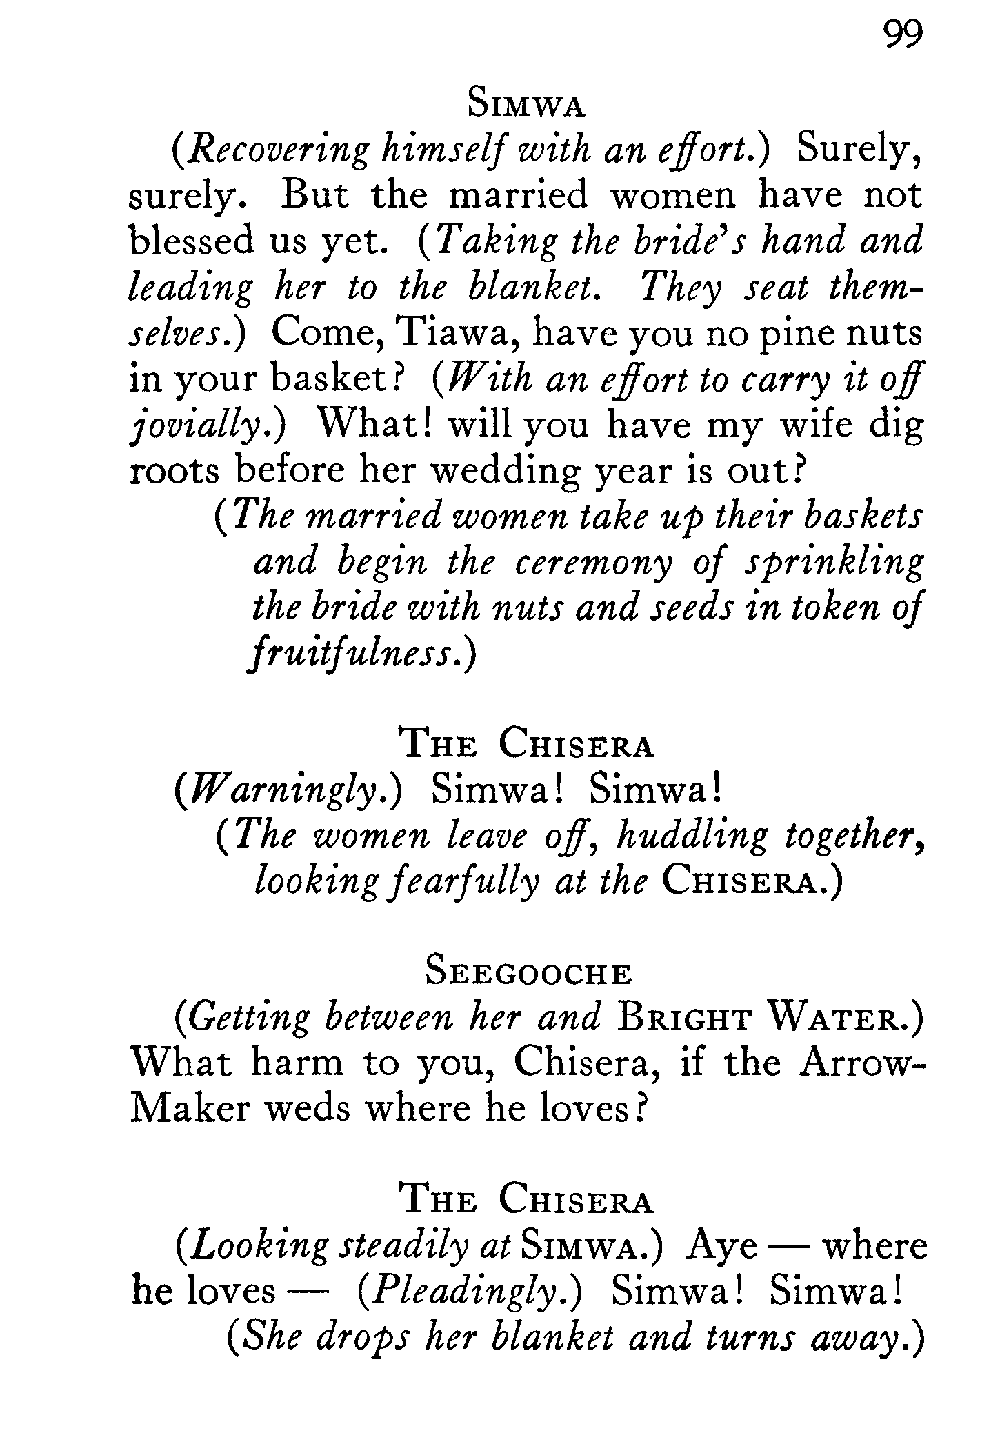 99
SIMWA
(Recovering himself with an effort.) Surely,
surely. But the married women have not
blessed us yet. (Taking the bride's hand and
leading her to the blanket. They seat them-
selves.) Come, Tiawa, have you no pine nuts
in your basket? (With an effort to carry it off
jovially.) What! will you have my wife dig
roots before her wedding year is out?
(The married women take up their baskets
and begin the ceremony of sprinkling
the bride with nuts and seeds in token of
fruitfulness.)
THE CHISERA
(Warningly.) Simwa! Simwa!
(The women leave off, huddling together,
looking fearfully at the CHISERA.)
SEEGOOCHE
(Getting between her and BRIGHT WATER.)
What harm to you, Chisera, if the Arrow-
Maker weds where he loves?
THE CHISERA
(Looking steadily at SIMWA.) Aye — where
he loves — (Pleadingly.) Simwa! Simwa!
(She drops her blanket and turns away.)